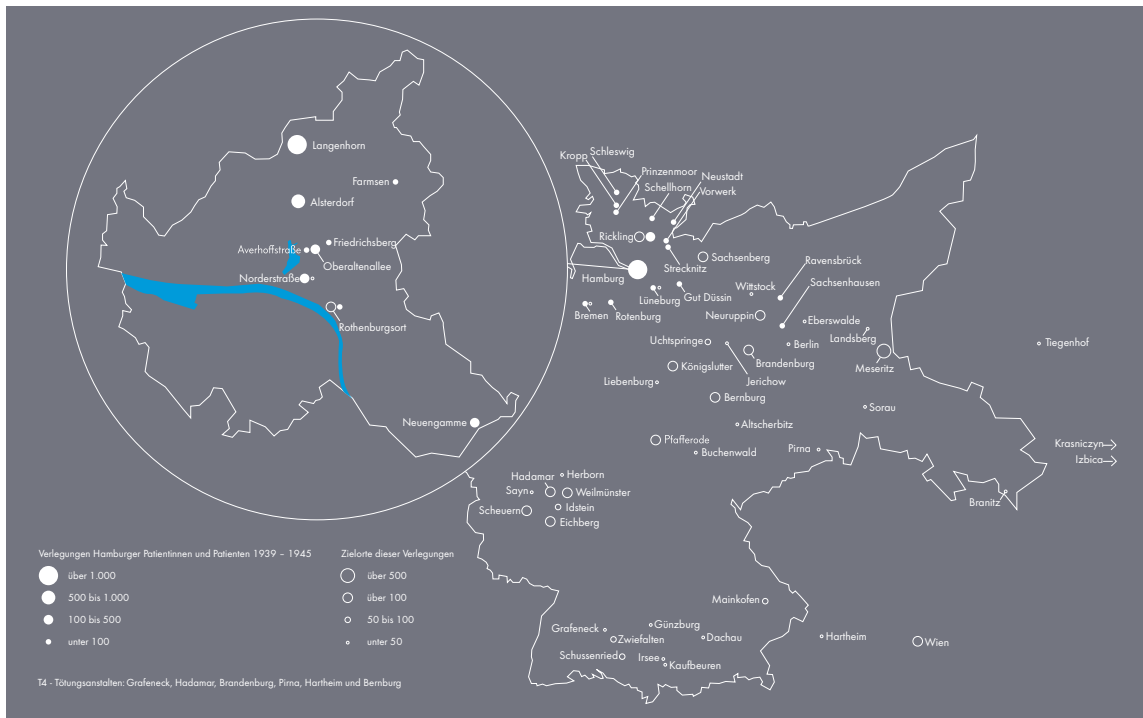 Langenhorn
Farmsen
Alsterdorf
Averhoffstraße
Friedrichsberg
Oberaltenallee
Norderstraße
Rothenburgsort
Neuengamme
Kropp
Schleswig
Prinzenmoor
Schellhorn
Neustadt
Vorwerk
Rickling
Strecknitz
Sachsenberg
Hamburg
Ravensbrück
Sachsenhausen
Lüneburg
Gut Düssin
Wittstock
Bremen
Rotenburg
Neuruppin
Eberswalde
Landsberg
Uchtspringe
Berlin
Tiegenhof
Brandenburg
Meseritz
Königslutter
Jerichow
Liebenburg
Bernburg
Sorau
Altscherbitz
Pfafferode
Buchenwald
Pirna
Krasniczyn
Izbica
Hadamar
Herborn
Sayn
Weilmünster
Scheuern
Idstein
Eichberg
Branitz
Mainkofen
Grafeneck
Günzburg
Zwiefalten
Dachau
Hartheim
Wien
Schussenried
Irsee
Kaufbeuren
Verlegungen Hamburger Patientinnen und Patienten 1939 – 1945
über 1.000
500 bis 1.000
100 bis 500
unter 100
Zielorte dieser Verlegungen
über 500
über 100
50 bis 100
unter 50
T4 - Tötungsanstalten: Grafeneck, Hadamar, Brandenburg, Pirna, Hartheim und Bernburg